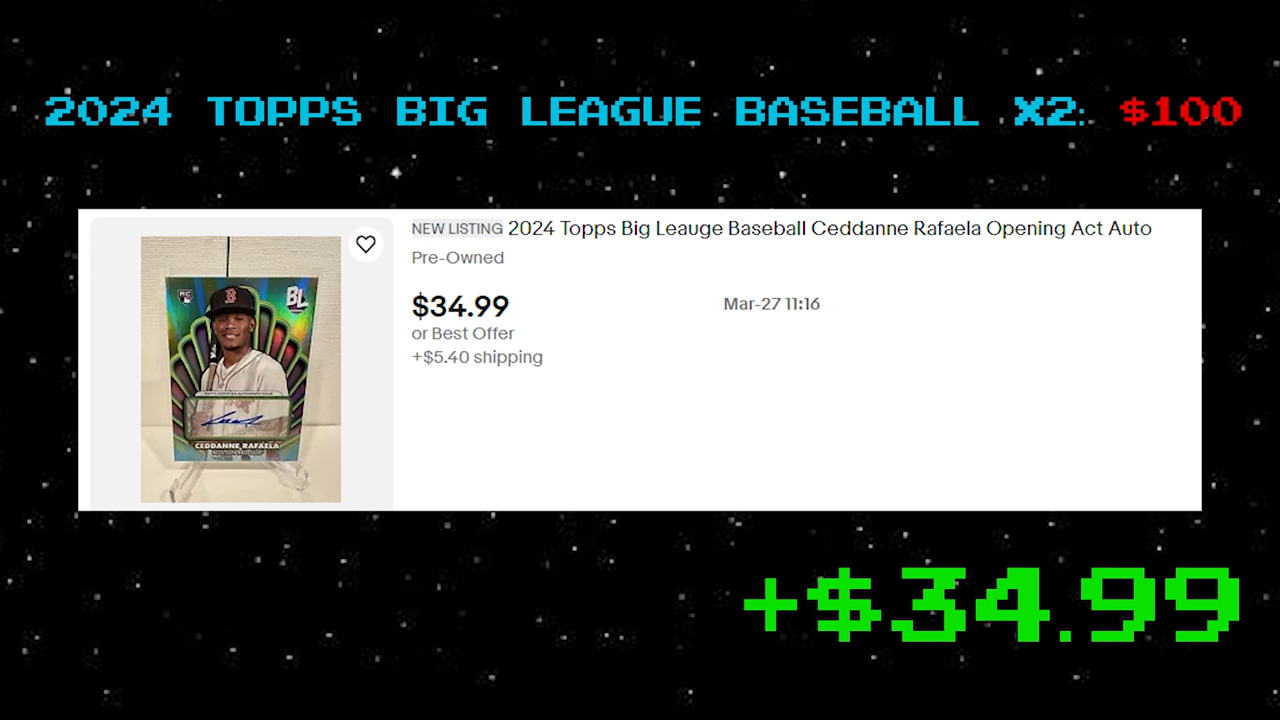 2024 TOPPS BIG LEAGUE BASEBALL X2: $100
NEW LISTING 2024 Topps Big Leauge Baseball Ceddanne Rafaela Opening Act Auto
Pre-Owned
$34.99
Mar-27 11:16
or Best Offer
+$5.40 shipping
RC
B
BL
CEDDANNE RAFAELA
+$34.99